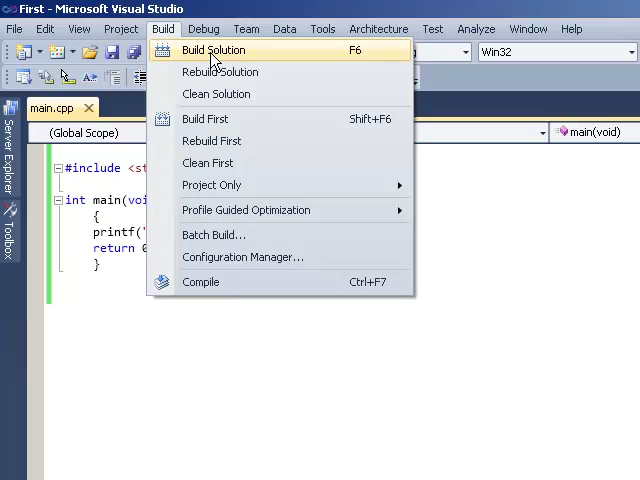 First - Microsoft Visual Studio
File Edit View Project Build Debug Team Data Tools Architecture Test Analyze Window Help
Build Solution F6
Win32
Rebuild Solution
Clean Solution
main.cpp
Build First Shift+F6
(Global Scope)
main(void)
Rebuild First
Clean First
#include <st
Project Only
int main(voi
Profile Guided Optimization
{
printf("
Batch Build...
return 0
Configuration Manager...
}
Compile Ctrl+F7
Server Explorer
Toolbox